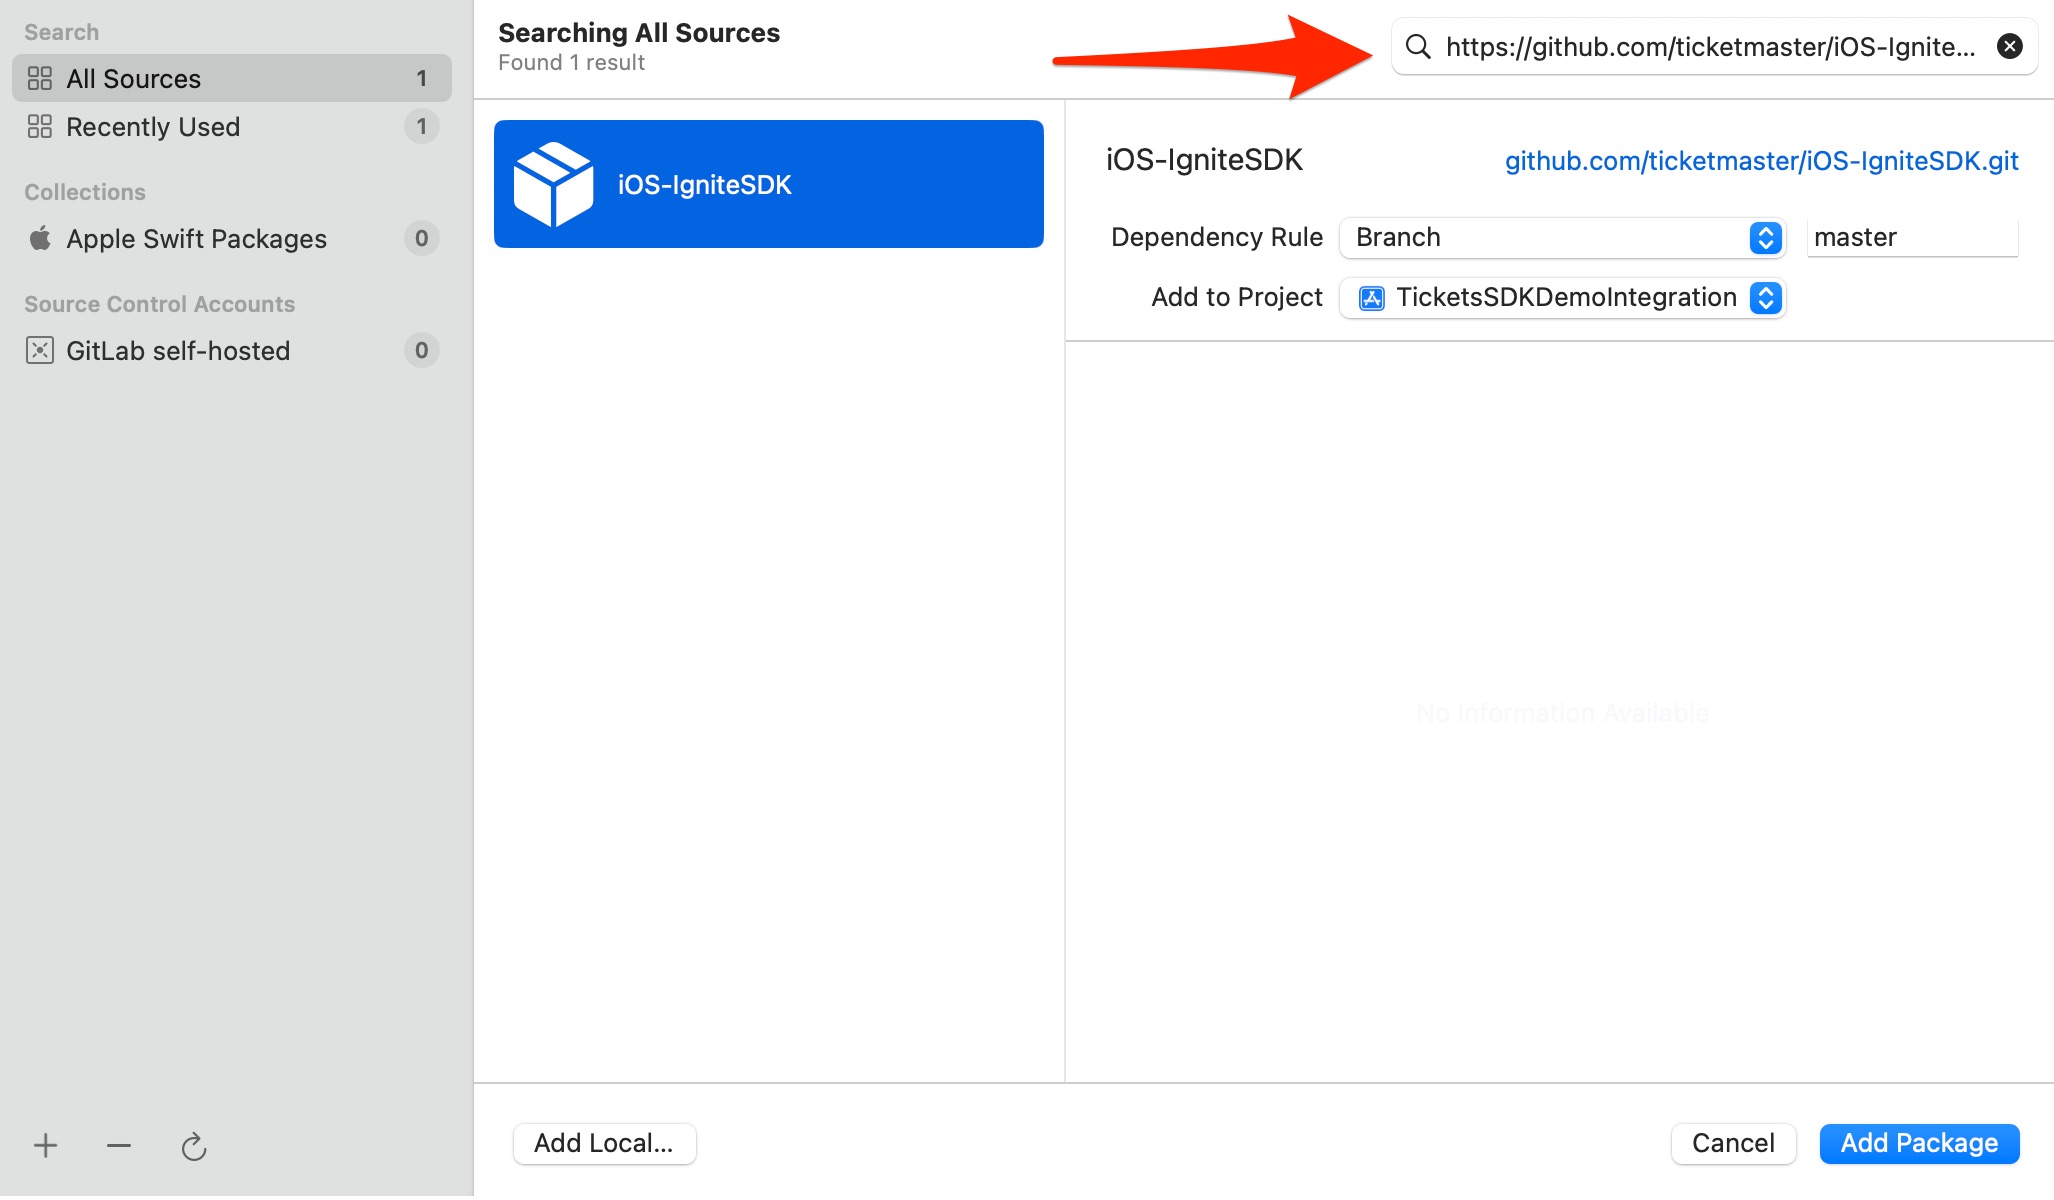 Search
All Sources 1
Recently Used 1
Collections
Apple Swift Packages 0
Source Control Accounts
GitLab self-hosted 0
Searching All Sources
Found 1 result
https://github.com/ticketmaster/iOS-Ignite...
iOS-IgniteSDK
iOS-IgniteSDK github.com/ticketmaster/iOS-IgniteSDK.git
Dependency Rule Branch master
Add to Project TicketsSDKDemoIntegration
No Information Available
Add Local...
Cancel Add Package